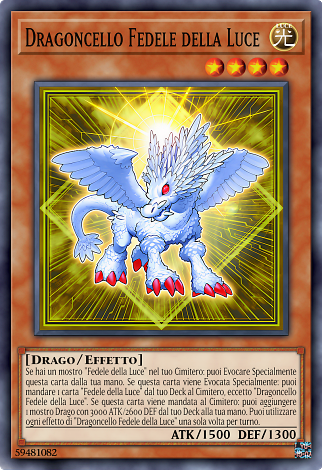 Dragoncello Fedele della Luce
光
[Drago/Effetto]
Se hai un mostro "Fedele della Luce" nel tuo Cimitero: puoi Evocare Specialmente
questa carta dalla tua mano. Se questa carta viene Evocata Specialmente: puoi
mandare 1 carta "Fedele della Luce" dal tuo Deck al Cimitero, eccetto "Dragoncello
Fedele della Luce". Se questa carta viene mandata al Cimitero: puoi aggiungere
1 mostro Drago con 3000 ATK/2600 DEF dal tuo Deck alla tua mano. Puoi utilizzare
ogni effetto di "Dragoncello Fedele della Luce" una sola volta per turno.
ATK/1500 DEF/1300
59481082